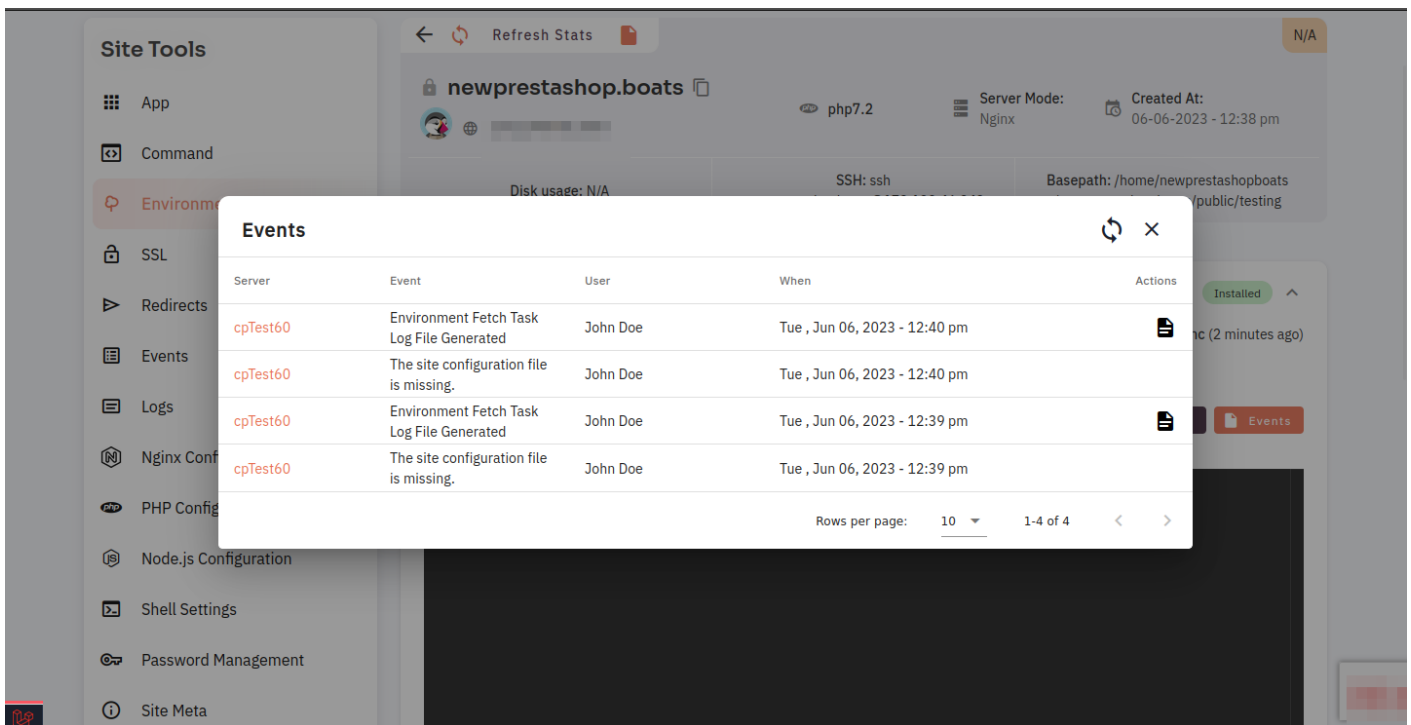 Site Tools
Refresh Stats
N/A
App
newprestashop.boats
php7.2
Server Mode:
Nginx
Created At:
06-06-2023 - 12:38 pm
Command
Disk usage: N/A
SSH: ssh
Basepath: /home/newprestashopboats
/public/testing
Environme
Events
SSL
Server Event User When Actions
Installed
Redirects
cpTest60 Environment Fetch Task
Log File Generated John Doe Tue , Jun 06, 2023 - 12:40 pm
(2 minutes ago)
Events
cpTest60 The site configuration file
is missing. John Doe Tue , Jun 06, 2023 - 12:40 pm
Logs
cpTest60 Environment Fetch Task
Log File Generated John Doe Tue , Jun 06, 2023 - 12:39 pm
Events
Nginx Conf
cpTest60 The site configuration file
is missing. John Doe Tue , Jun 06, 2023 - 12:39 pm
PHP Config
Rows per page: 10 1-4 of 4
Node.js Configuration
Shell Settings
Password Management
Site Meta